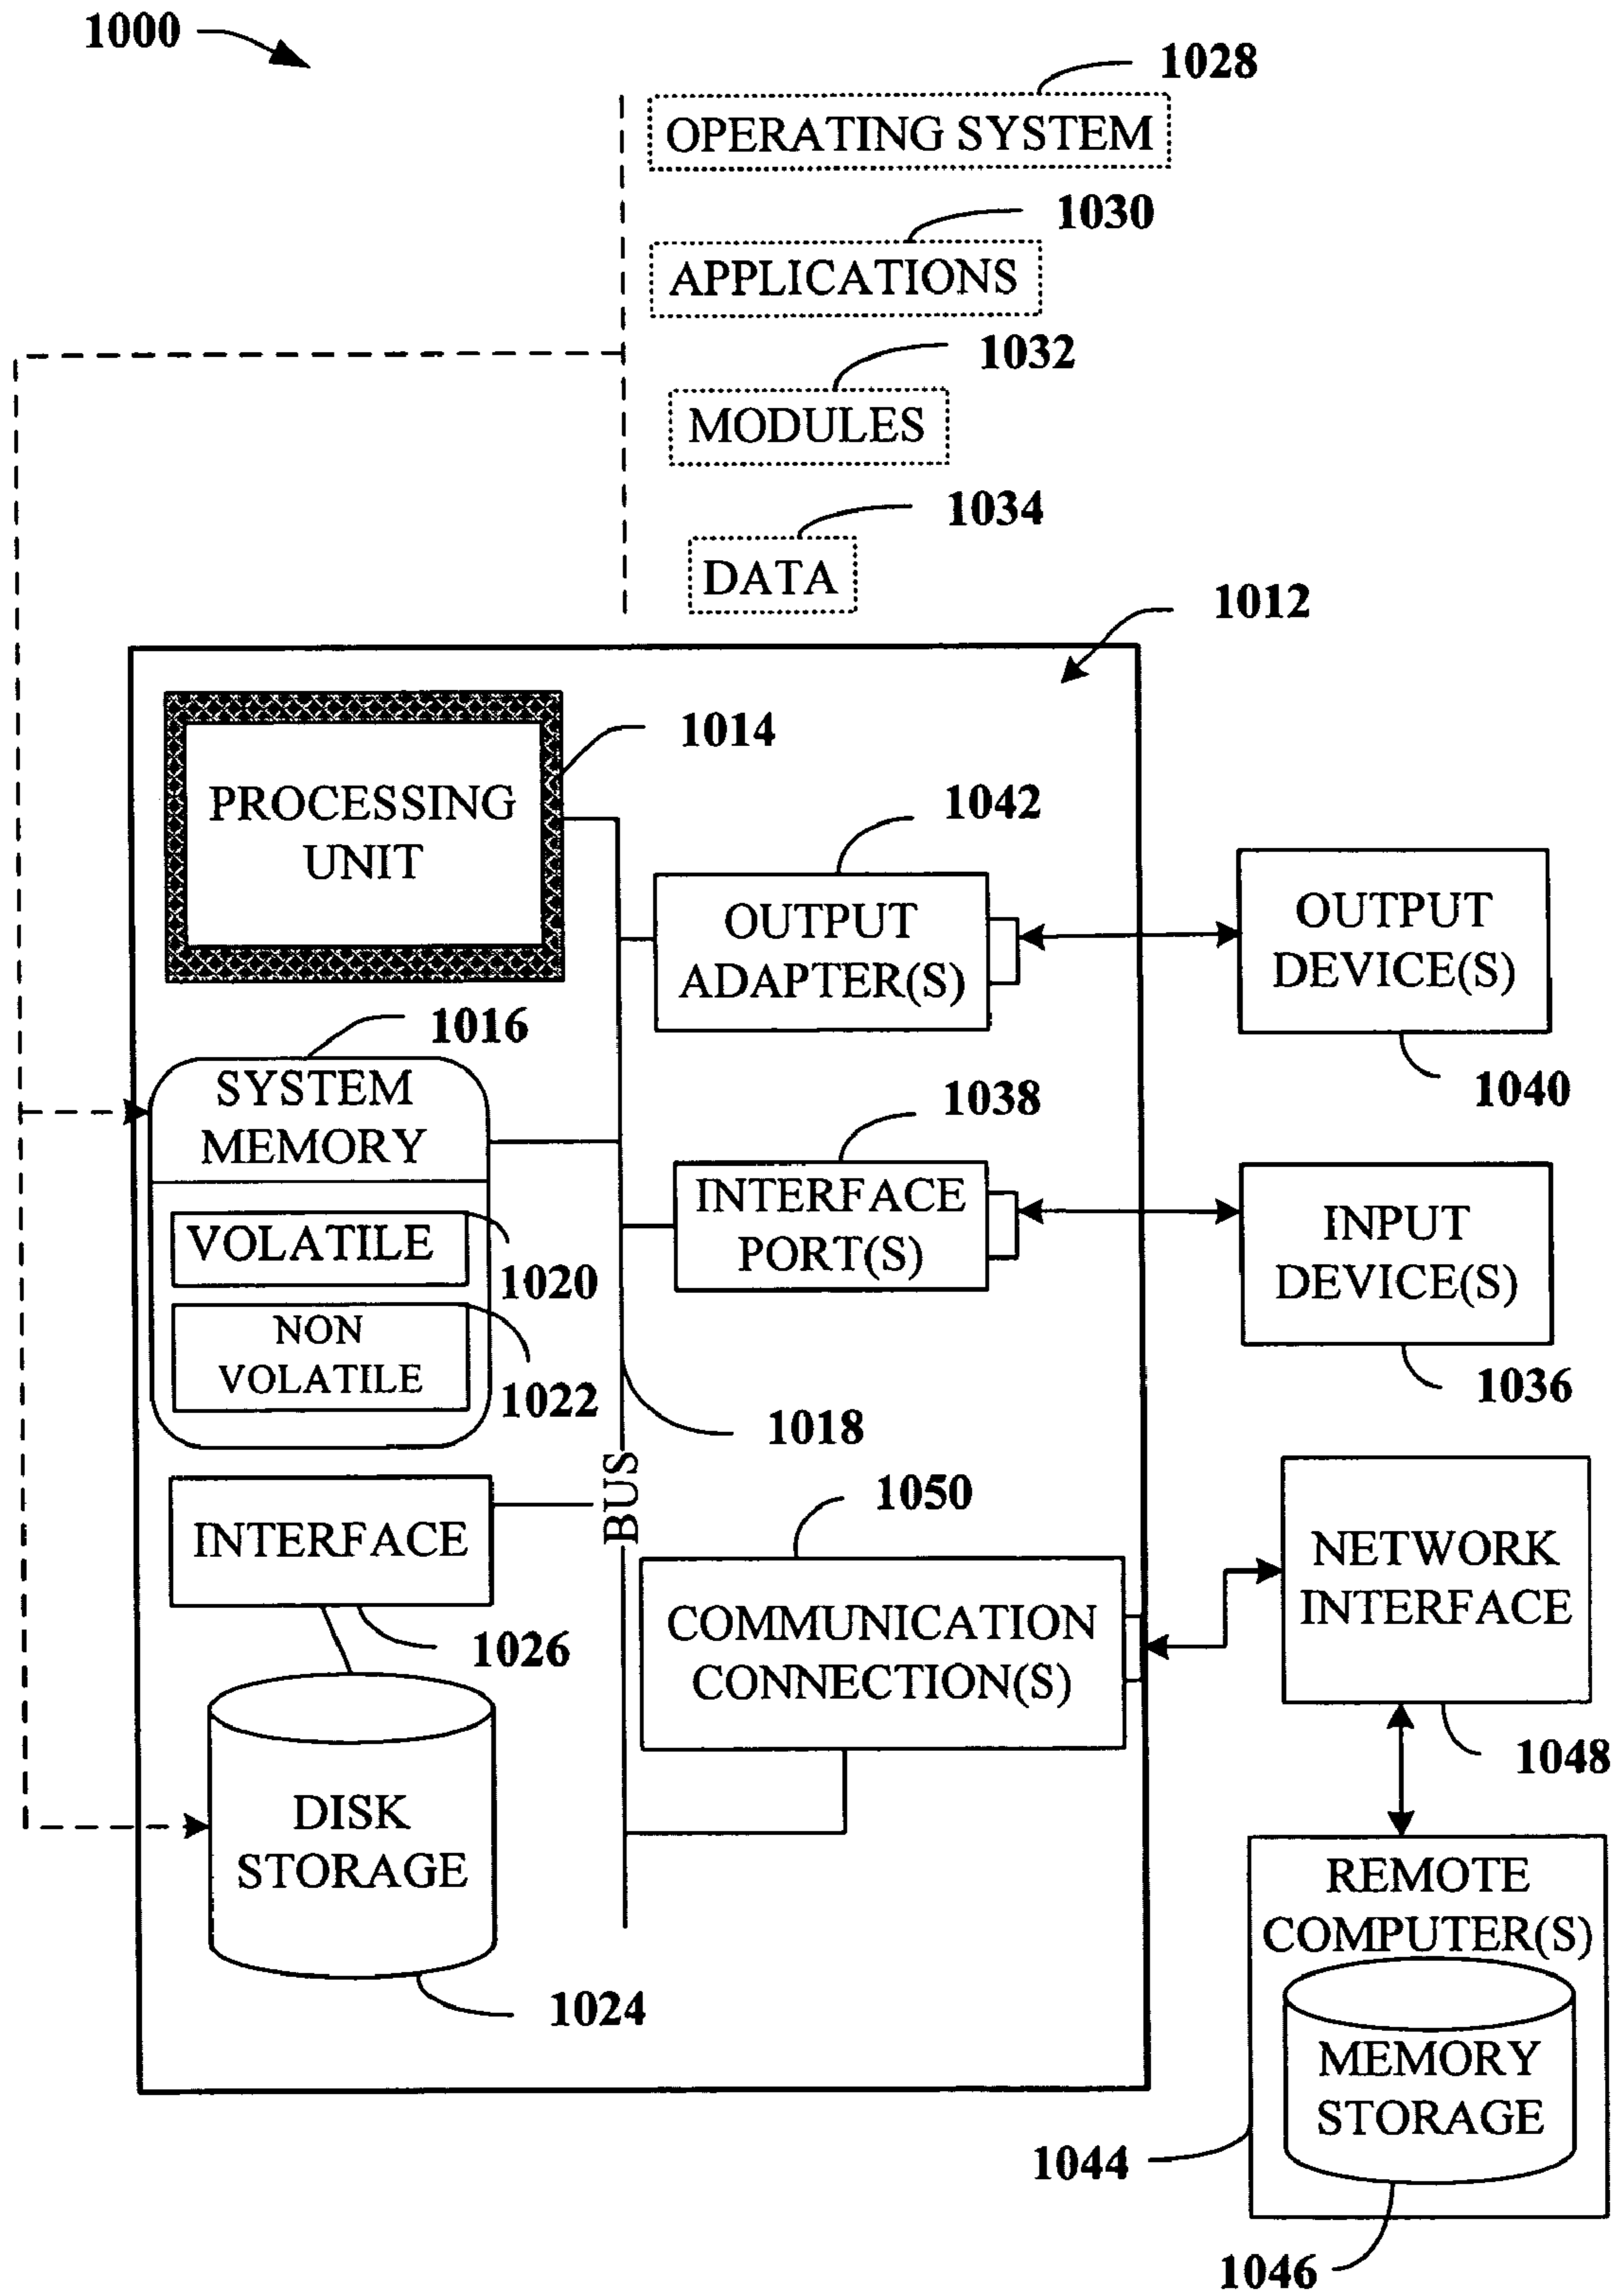 1000
1028
OPERATING SYSTEM
1030
APPLICATIONS
1032
MODULES
1034
DATA
1012
1014
PROCESSING
UNIT
1042
OUTPUT
ADAPTER(S)
OUTPUT
DEVICE(S)
1040
1016
SYSTEM
MEMORY
1038
INTERFACE
PORT(S)
INPUT
DEVICE(S)
1036
VOLATILE
1020
NON
VOLATILE
1022
1018
BUS
INTERFACE
1026
1050
COMMUNICATION
CONNECTION(S)
NETWORK
INTERFACE
1048
DISK
STORAGE
1024
REMOTE
COMPUTER(S)
MEMORY
STORAGE
1044
1046